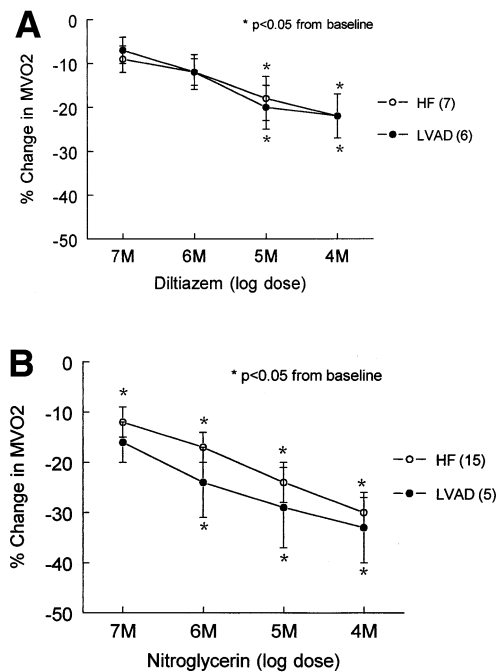 A
* p<0.05 from baseline
% Change in MVO2
0
-10
-20
-30
-40
-50
*
*
*
*
HF (7)
LVAD (6)
7M 6M 5M 4M
Diltiazem (log dose)
B
* p<0.05 from baseline
% Change in MVO2
0
-10
-20
-30
-40
-50
*
*
*
*
*
*
*
HF (15)
LVAD (5)
7M 6M 5M 4M
Nitroglycerin (log dose)